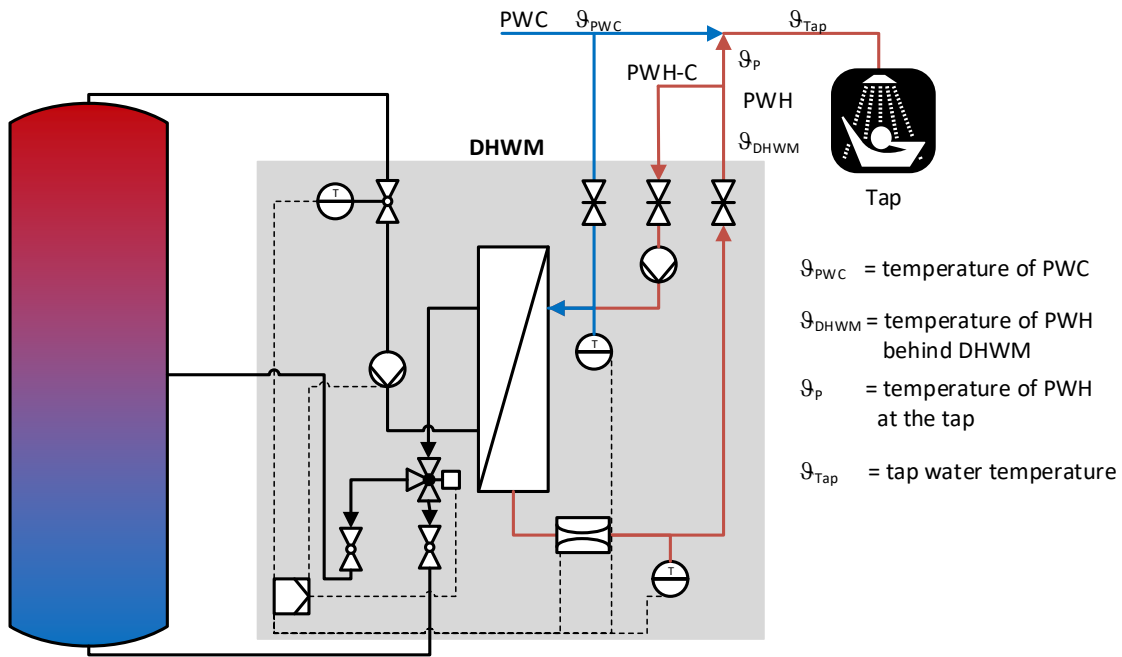 PWC ϑPWC ϑTap
ϑP
PWH-C
PWH
DHWM ϑDHWM
T
Tap
ϑPWC = temperature of PWC
ϑDHWM = temperature of PWH
behind DHWM
T
ϑP = temperature of PWH
at the tap
ϑTap = tap water temperature
T